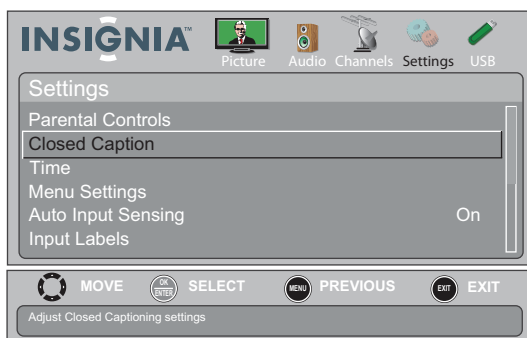 INSIGNIA™
Picture Audio Channels Settings USB
Settings
Parental Controls
Closed Caption
Time
Menu Settings
Auto Input Sensing On
Input Labels
MOVE OK ENTER SELECT MENU PREVIOUS EXIT EXIT
Adjust Closed Captioning settings